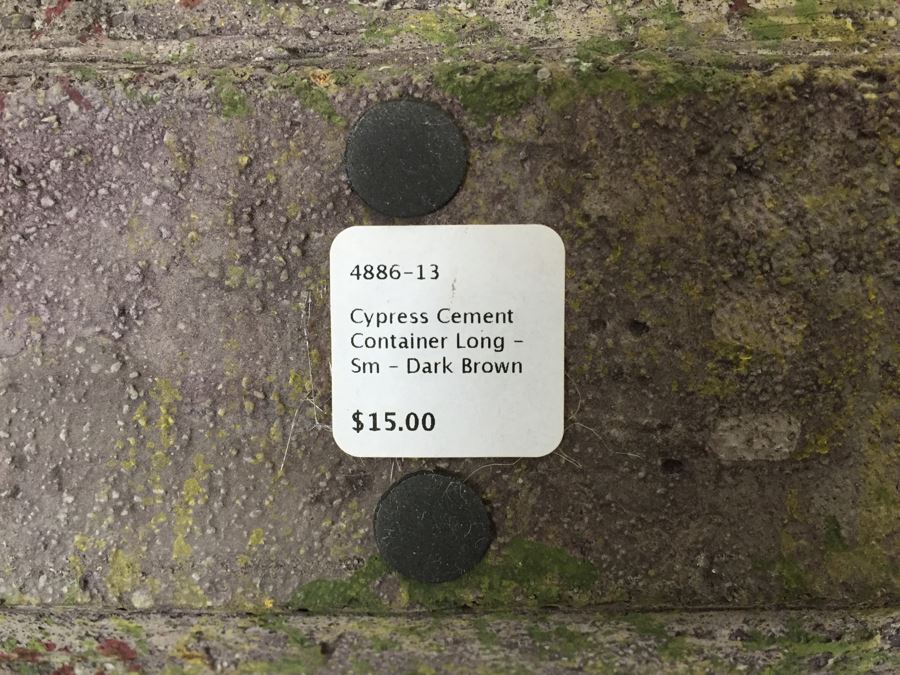 4886-13
Cypress Cement
Container Long -
Sm - Dark Brown
$15.00